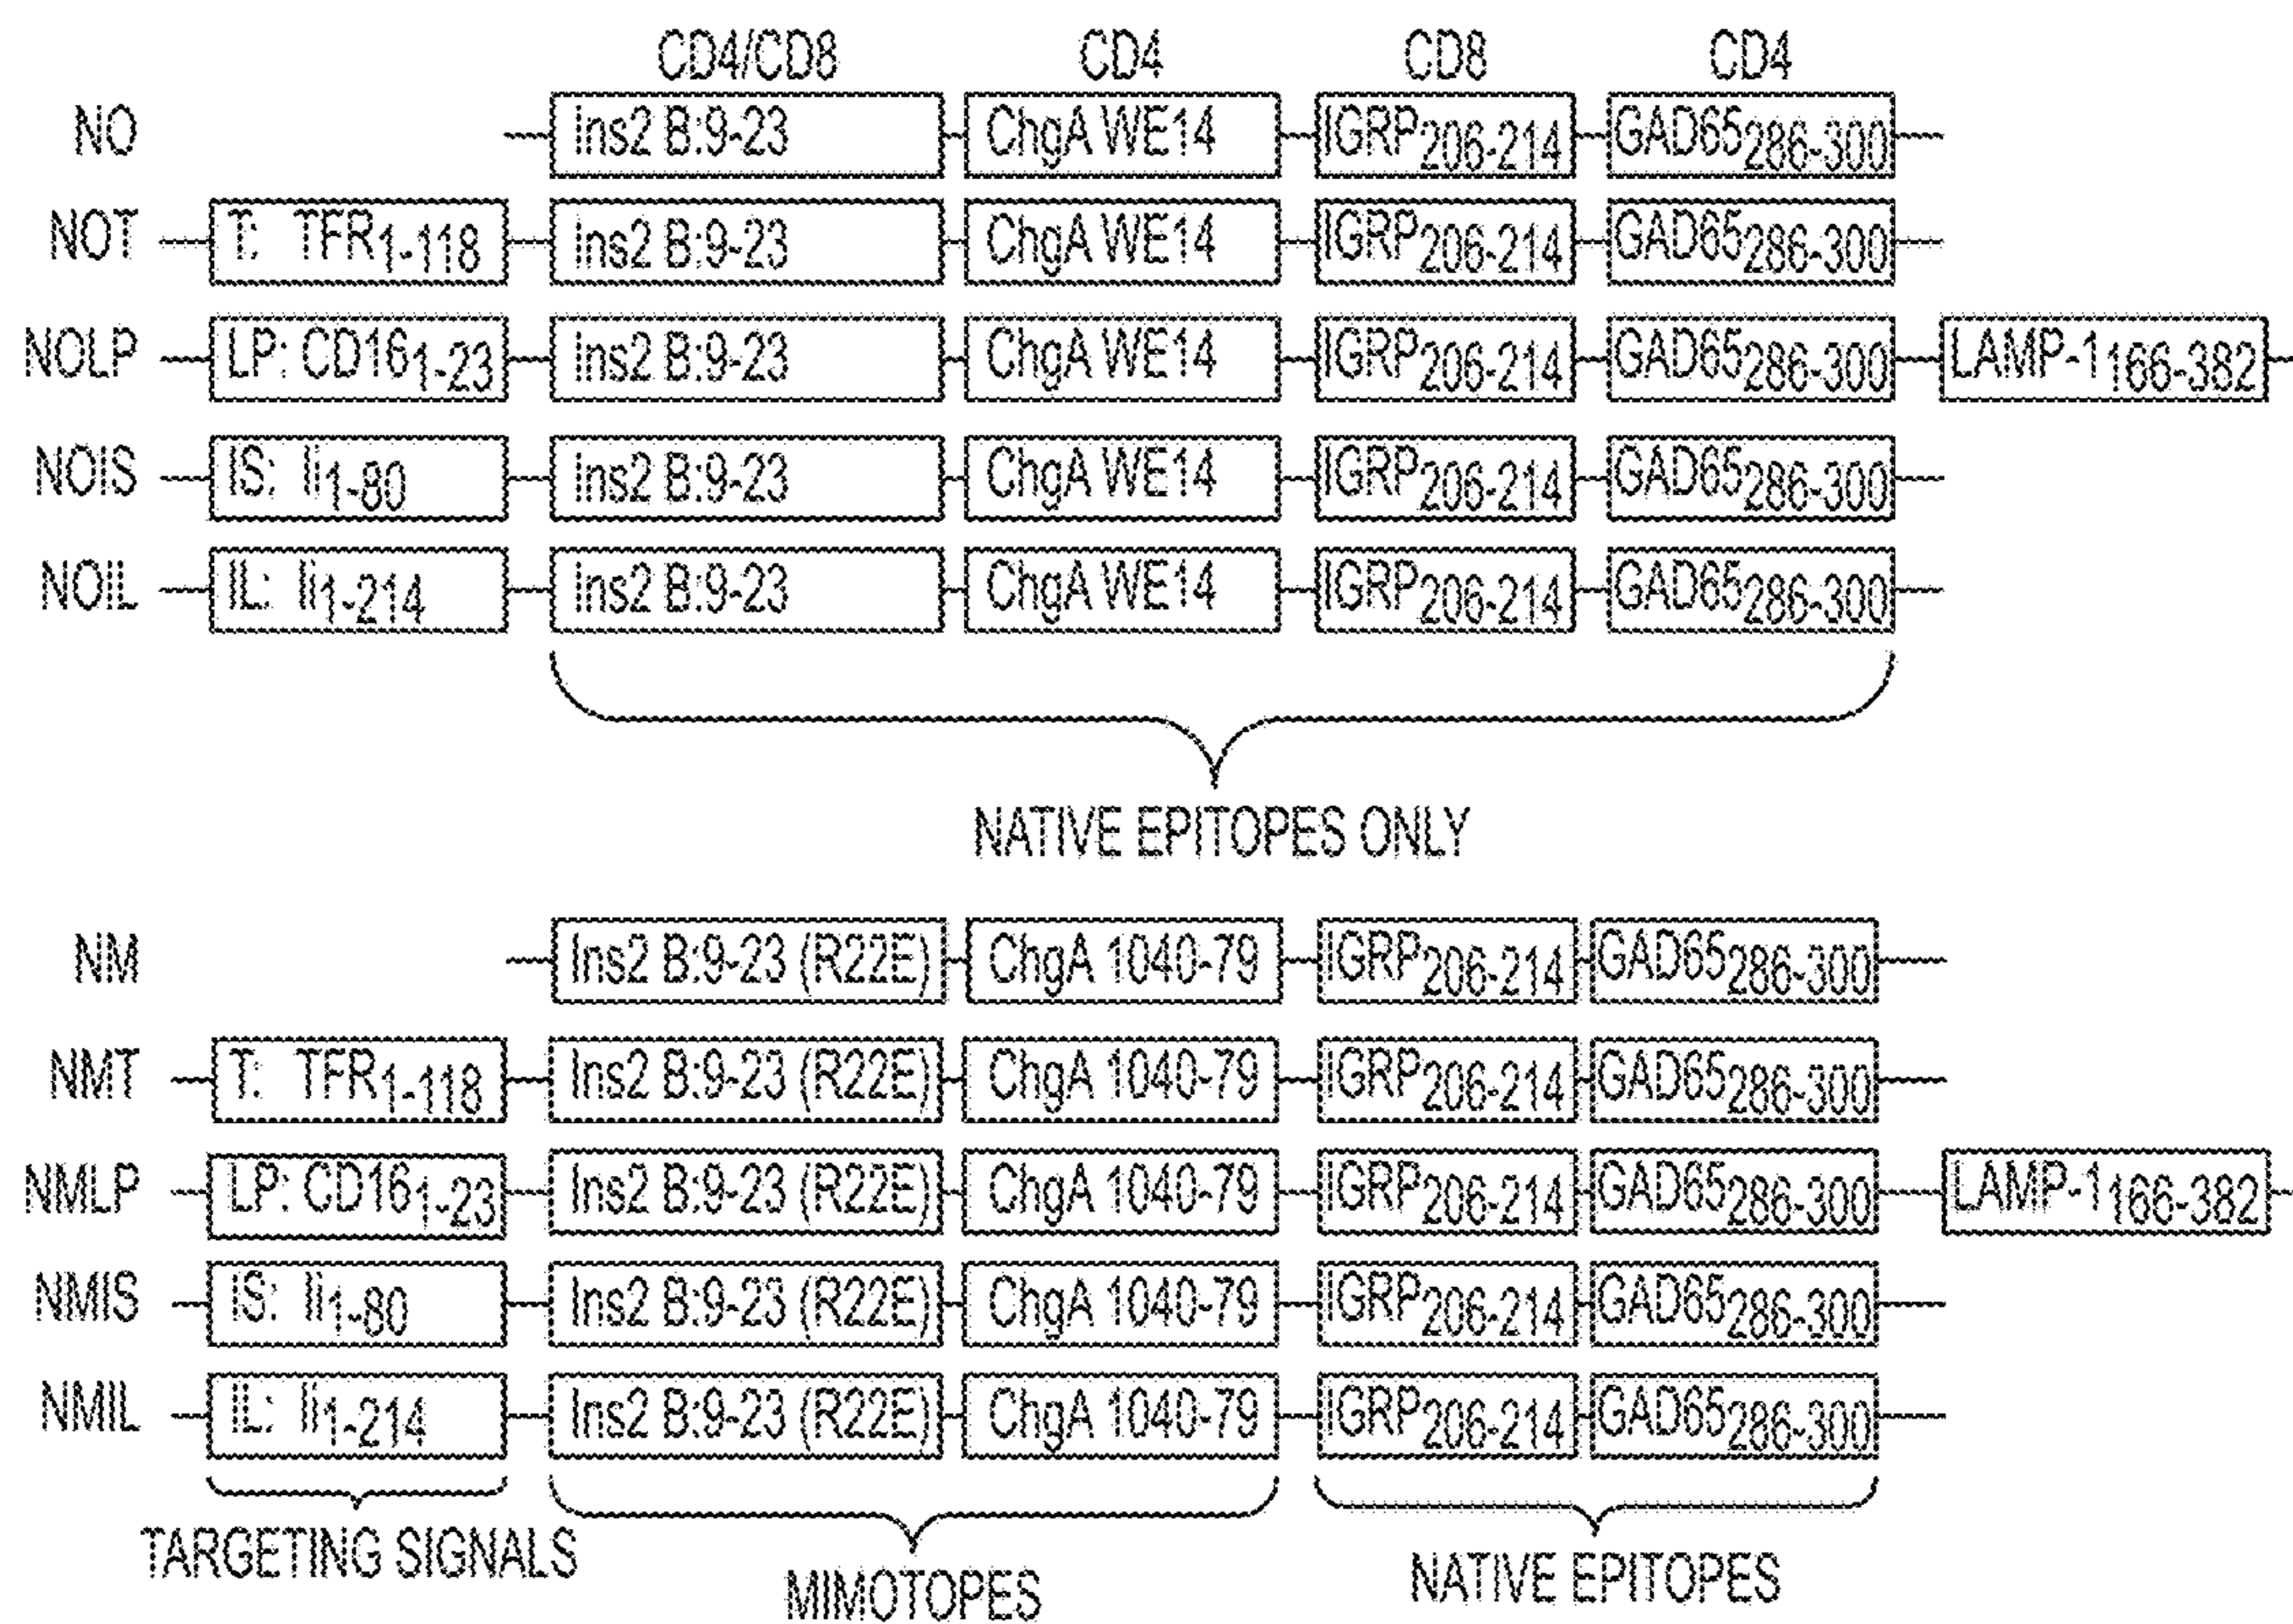 CD4/CD8 CD4 CD8 CD4
NO Ins2 B:9-23 ChgA WE14 IGRP206-214 GAD65286-300
NOT T: TFR1-118 Ins2 B:9-23 ChgA WE14 IGRP206-214 GAD65286-300
NOLP LP: CD161-23 Ins2 B:9-23 ChgA WE14 IGRP206-214 GAD65286-300 LAMP-1166-382
NOIS IS: Ii1-80 Ins2 B:9-23 ChgA WE14 IGRP206-214 GAD65286-300
NOIL IL: Ii1-214 Ins2 B:9-23 ChgA WE14 IGRP206-214 GAD65286-300
NATIVE EPITOPES ONLY
NM Ins2 B:9-23 (R22E) ChgA 1040-79 IGRP206-214 GAD65286-300
NMT T: TFR1-118 Ins2 B:9-23 (R22E) ChgA 1040-79 IGRP206-214 GAD65286-300
NMLP LP: CD161-23 Ins2 B:9-23 (R22E) ChgA 1040-79 IGRP206-214 GAD65286-300 LAMP-1166-382
NMIS IS: Ii1-80 Ins2 B:9-23 (R22E) ChgA 1040-79 IGRP206-214 GAD65286-300
NMIL IL: Ii1-214 Ins2 B:9-23 (R22E) ChgA 1040-79 IGRP206-214 GAD65286-300
TARGETING SIGNALS MIMOTOPES NATIVE EPITOPES